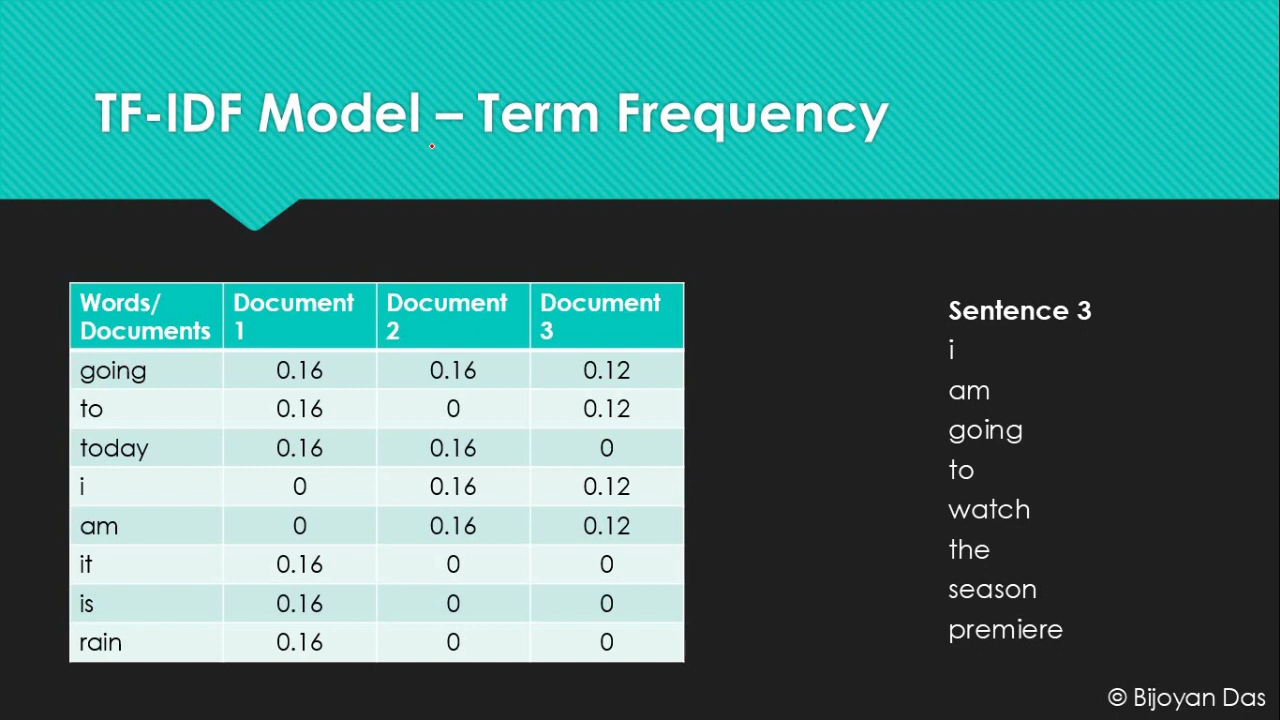 TF-IDF Model – Term Frequency
Words/ Document Document Document
Documents 1 2 3
going 0.16 0.16 0.12
to 0.16 0 0.12
today 0.16 0.16 0
i 0 0.16 0.12
am 0 0.16 0.12
it 0.16 0 0
is 0.16 0 0
rain 0.16 0 0
Sentence 3
i
am
going
to
watch
the
season
premiere
© Bijoyan Das